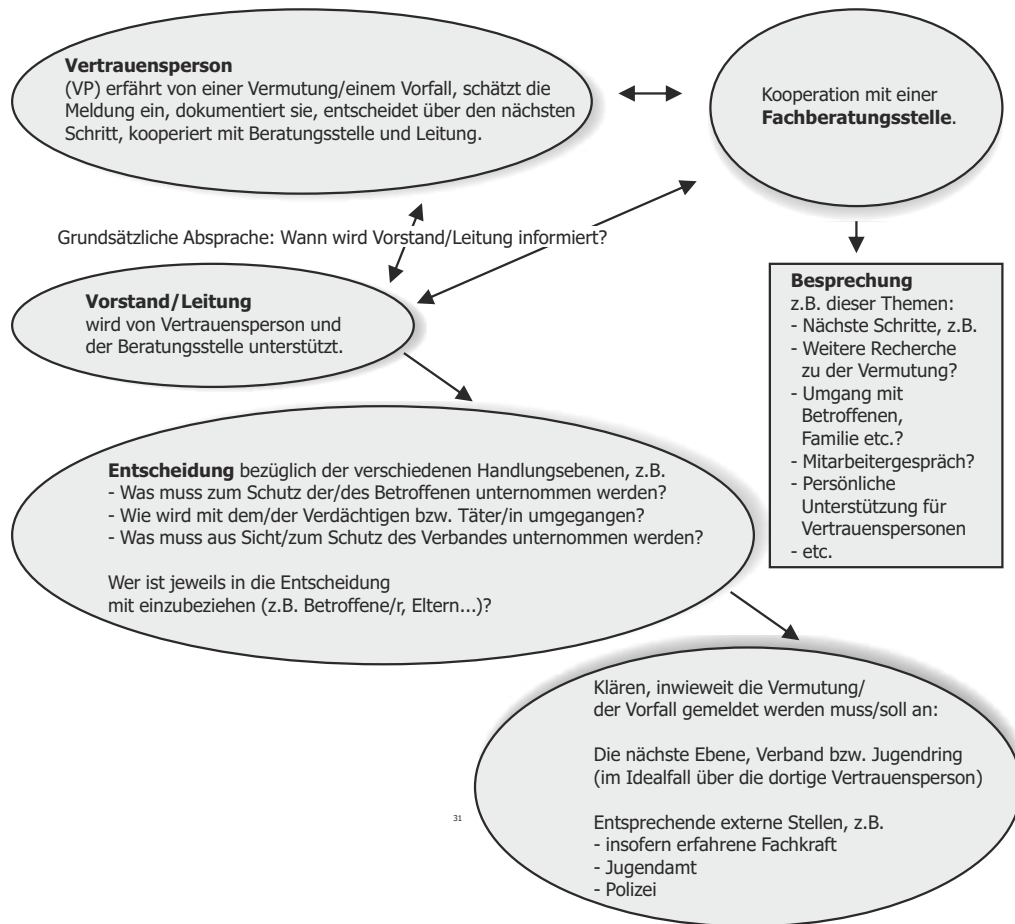 Vertrauensperson
(VP) erfährt von einer Vermutung/einem Vorfall, schätzt die
Meldung ein, dokumentiert sie, entscheidet über den nächsten
Schritt, kooperiert mit Beratungsstelle und Leitung.
Kooperation mit einer
Fachberatungsstelle.
Grundsätzliche Absprache: Wann wird Vorstand/Leitung informiert?
Vorstand/Leitung
wird von Vertrauensperson und
der Beratungsstelle unterstützt.
Besprechung
z.B. dieser Themen:
- Nächste Schritte, z.B.
- Weitere Recherche
zu der Vermutung?
- Umgang mit
Betroffenen,
Familie etc.?
- Mitarbeitergespräch?
- Persönliche
Unterstützung für
Vertrauenspersonen
- etc.
Entscheidung bezüglich der verschiedenen Handlungsebenen, z.B.
- Was muss zum Schutz der/des Betroffenen unternommen werden?
- Wie wird mit dem/der Verdächtigen bzw. Täter/in umgegangen?
- Was muss aus Sicht/zum Schutz des Verbandes unternommen werden?
Wer ist jeweils in die Entscheidung
mit einzubeziehen (z.B. Betroffene/r, Eltern...)?
Klären, inwieweit die Vermutung/
der Vorfall gemeldet werden muss/soll an:
Die nächste Ebene, Verband bzw. Jugendring
(im Idealfall über die dortige Vertrauensperson)
Entsprechende externe Stellen, z.B.
- insofern erfahrene Fachkraft
- Jugendamt
- Polizei
31